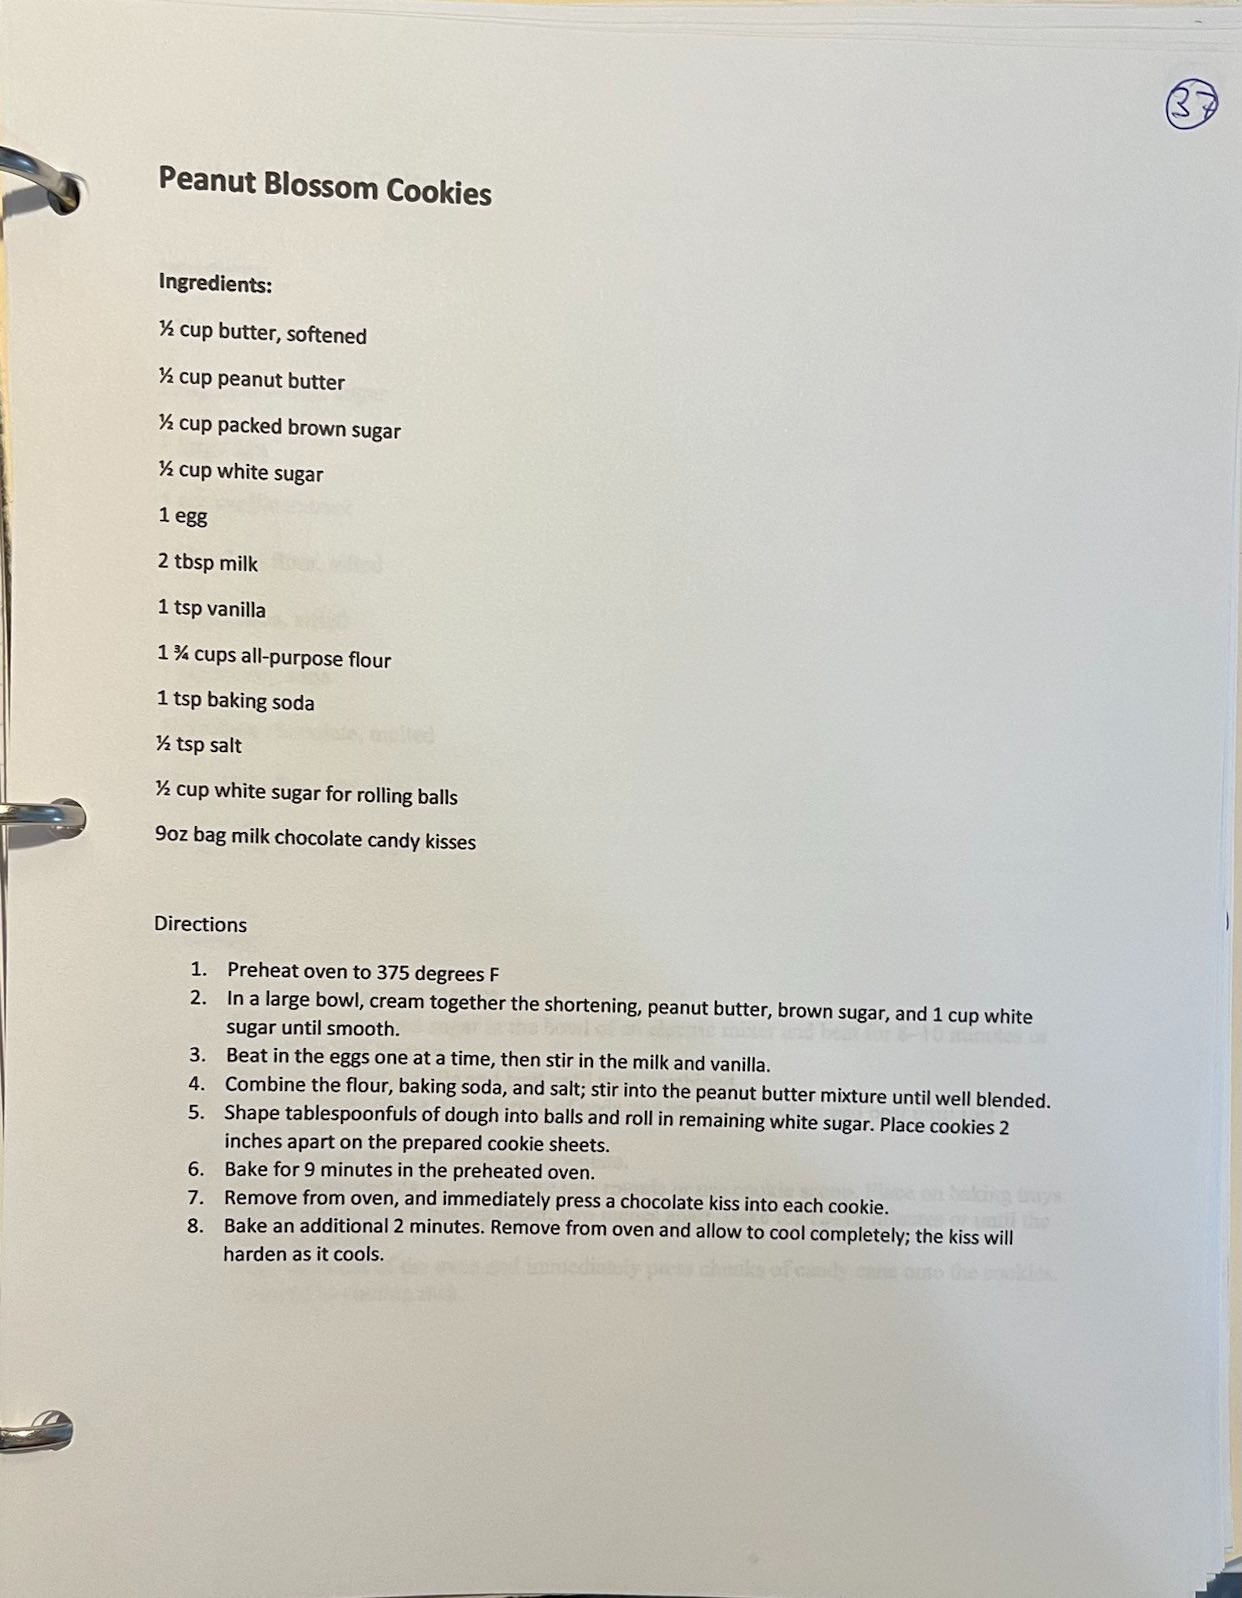 37
Peanut Blossom Cookies
Ingredients:
½ cup butter, softened
½ cup peanut butter
½ cup packed brown sugar
½ cup white sugar
1 egg
2 tbsp milk
1 tsp vanilla
1 ¾ cups all-purpose flour
1 tsp baking soda
½ tsp salt
½ cup white sugar for rolling balls
9oz bag milk chocolate candy kisses
Directions
1. Preheat oven to 375 degrees F
2. In a large bowl, cream together the shortening, peanut butter, brown sugar, and 1 cup white
sugar until smooth.
3. Beat in the eggs one at a time, then stir in the milk and vanilla.
4. Combine the flour, baking soda, and salt; stir into the peanut butter mixture until well blended.
5. Shape tablespoonfuls of dough into balls and roll in remaining white sugar. Place cookies 2
inches apart on the prepared cookie sheets.
6. Bake for 9 minutes in the preheated oven.
7. Remove from oven, and immediately press a chocolate kiss into each cookie.
8. Bake an additional 2 minutes. Remove from oven and allow to cool completely; the kiss will
harden as it cools.